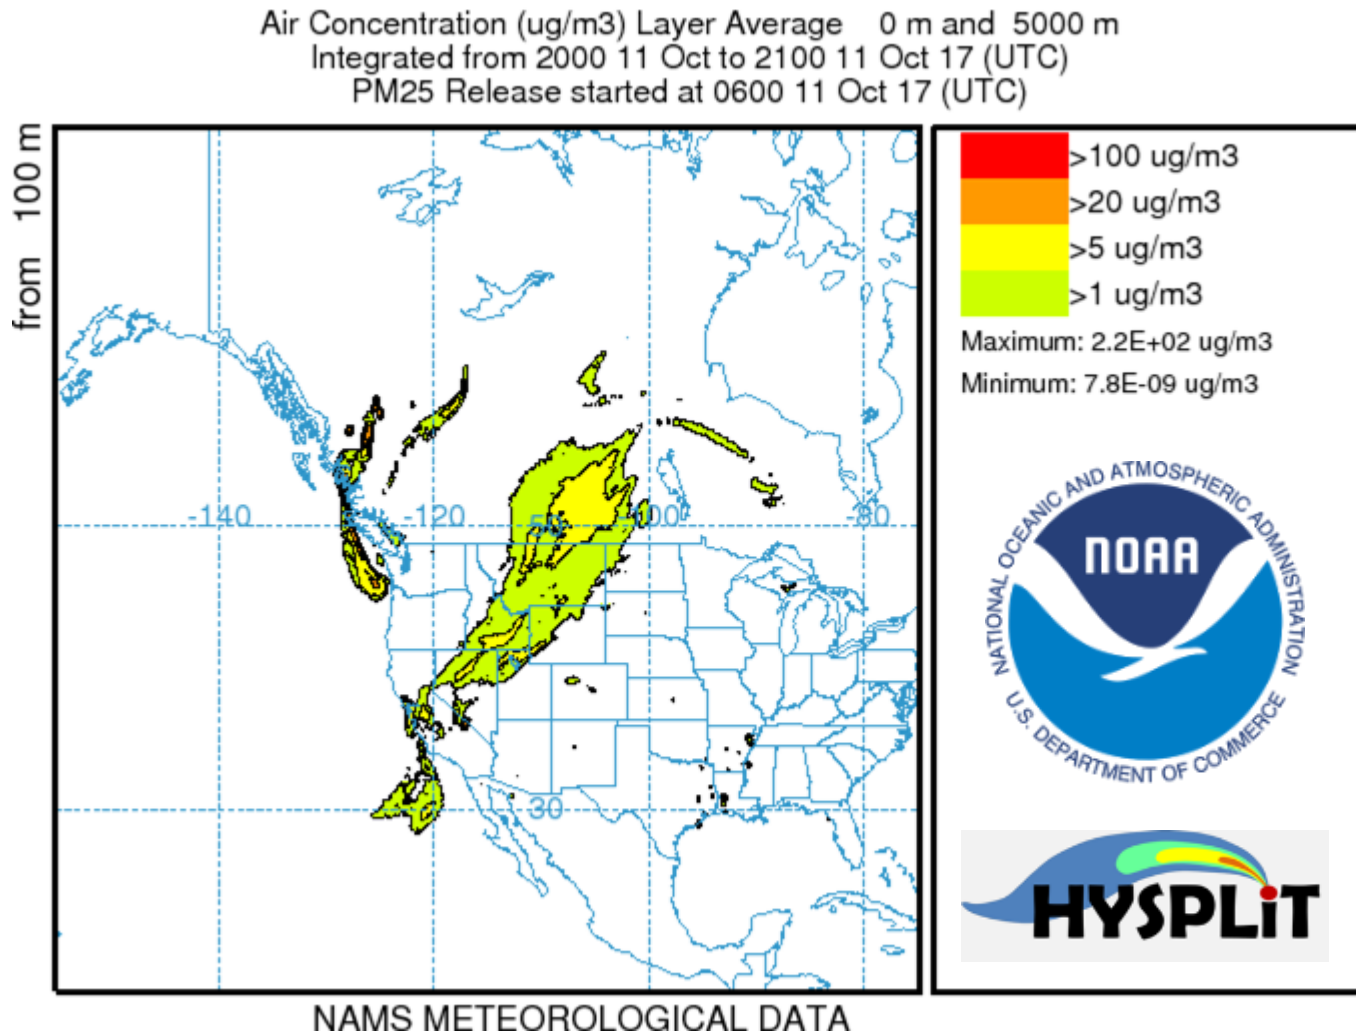 Air Concentration (ug/m3) Layer Average 0 m and 5000 m
Integrated from 2000 11 Oct to 2100 11 Oct 17 (UTC)
PM25 Release started at 0600 11 Oct 17 (UTC)
from 100 m
>100 ug/m3
>20 ug/m3
>5 ug/m3
>1 ug/m3
Maximum: 2.2E+02 ug/m3
Minimum: 7.8E-09 ug/m3
-140
-120
50
-100
-80
30
NATIONAL OCEANIC AND ATMOSPHERIC ADMINISTRATION
NOAA
U.S. DEPARTMENT OF COMMERCE
HYSPLiT
NAMS METEOROLOGICAL DATA